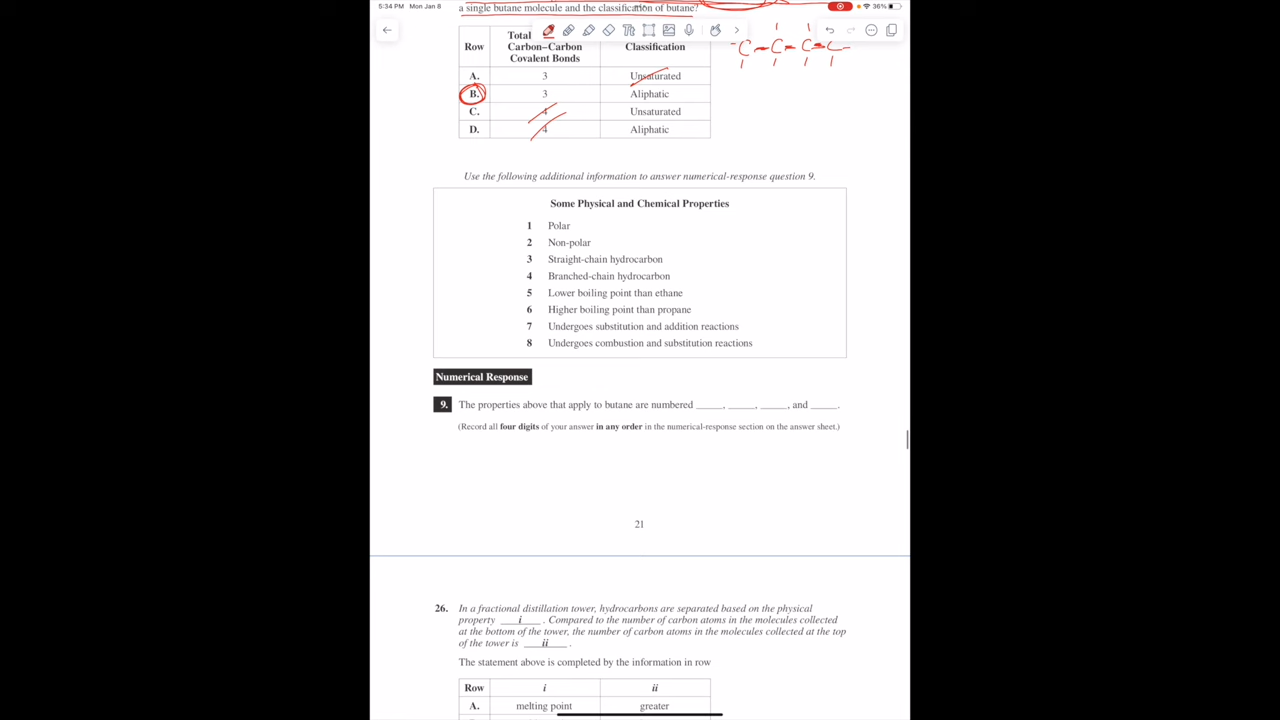 5:34 PM Mon Jan 8
36%
a single butane molecule and the classification of butane?
Row Total Carbon–Carbon Covalent Bonds Classification
A. 3 Unsaturated
B. 3 Aliphatic
C. 4 Unsaturated
D. 4 Aliphatic
C C C C
Use the following additional information to answer numerical-response question 9.
Some Physical and Chemical Properties
1 Polar
2 Non-polar
3 Straight-chain hydrocarbon
4 Branched-chain hydrocarbon
5 Lower boiling point than ethane
6 Higher boiling point than propane
7 Undergoes substitution and addition reactions
8 Undergoes combustion and substitution reactions
Numerical Response
9. The properties above that apply to butane are numbered _____, _____, _____, and _____.
(Record all four digits of your answer in any order in the numerical-response section on the answer sheet.)
21
26. In a fractional distillation tower, hydrocarbons are separated based on the physical
property ___i___ . Compared to the number of carbon atoms in the molecules collected
at the bottom of the tower, the number of carbon atoms in the molecules collected at the top
of the tower is ___ii___ .
The statement above is completed by the information in row
Row i ii
A. melting point greater